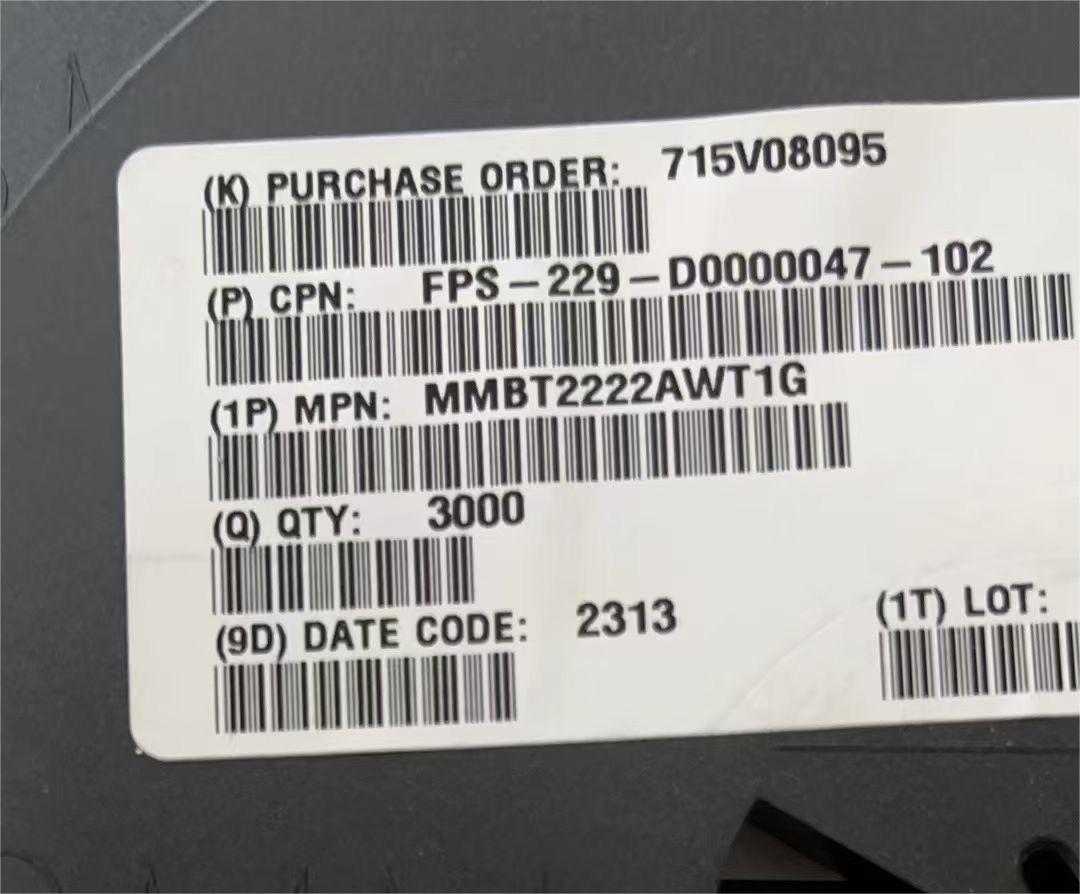 (K) PURCHASE ORDER: 715V08095
(P) CPN: FPS-229-D0000047-102
(1P) MPN: MMBT2222AWT1G
(Q) QTY: 3000
(9D) DATE CODE: 2313 (1T) LOT: